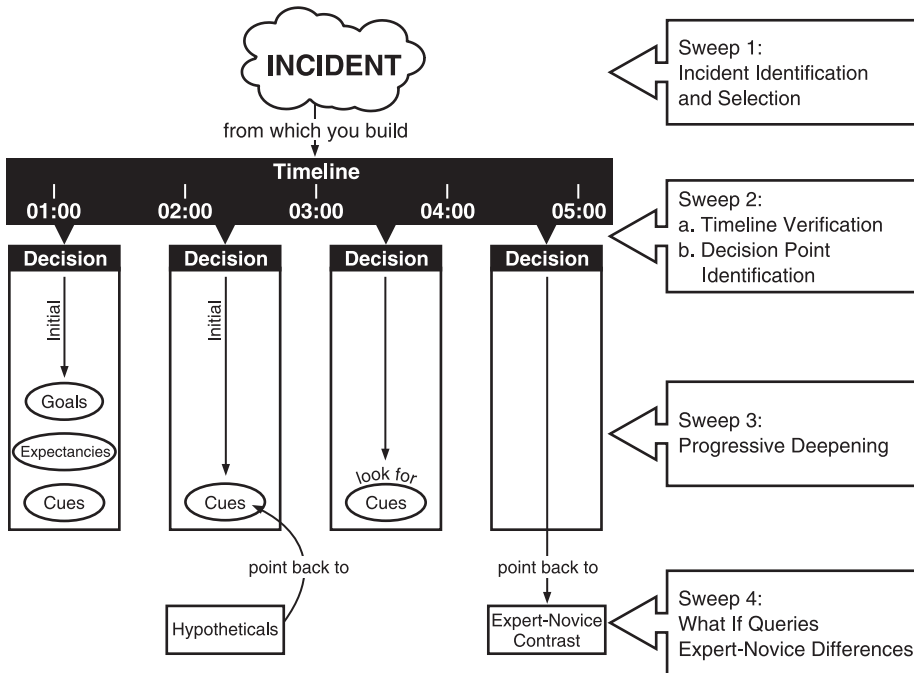 INCIDENT
from which you build
Timeline
01:00 02:00 03:00 04:00 05:00
Decision Decision Decision Decision
Initial
Initial
Goals
Expectancies
Cues
Cues
look for
Cues
point back to
point back to
Hypotheticals
Expert-Novice
Contrast
Sweep 1:
Incident Identification
and Selection
Sweep 2:
a. Timeline Verification
b. Decision Point
Identification
Sweep 3:
Progressive Deepening
Sweep 4:
What If Queries
Expert-Novice Differences